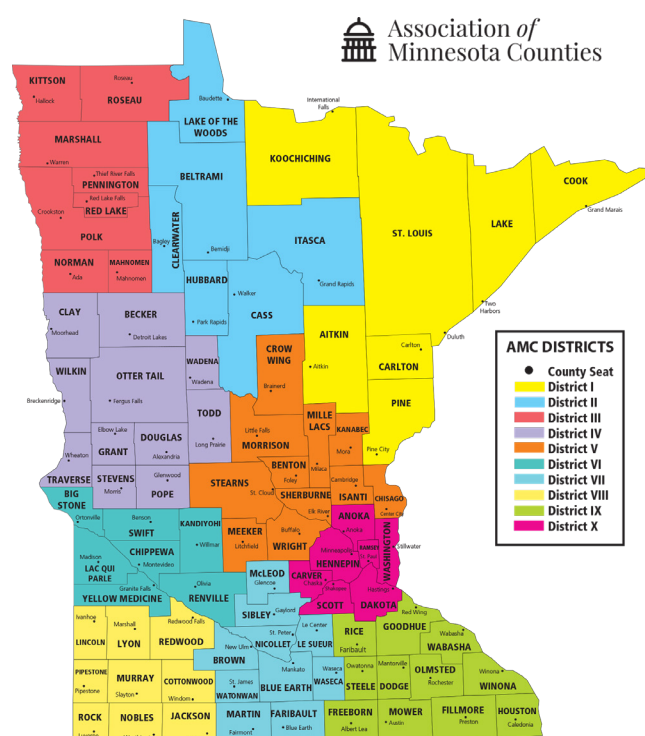 Association of
Minnesota Counties
KITTSON
Hallock
Roseau
ROSEAU
Baudette
LAKE OF THE
WOODS
International
Falls
KOOCHICHING
MARSHALL
Warren
Thief River Falls
PENNINGTON
Red Lake Falls
RED LAKE
Crookston
POLK
BELTRAMI
Bemidji
CLEARWATER
Bagley
COOK
Grand Marais
LAKE
Two
Harbors
ST. LOUIS
Duluth
ITASCA
Grand Rapids
NORMAN
Ada
MAHNOMEN
Mahnomen
HUBBARD
Park Rapids
Walker
CASS
CLAY
Moorhead
BECKER
Detroit Lakes
AITKIN
Aitkin
Carlton
CARLTON
WADENA
Wadena
CROW
WING
Brainerd
WILKIN
Breckenridge
OTTER TAIL
Fergus Falls
PINE
Pine City
TODD
Long Prairie
Little Falls
MORRISON
MILLE
LACS
Milaca
KANABEC
Mora
Elbow Lake
GRANT
DOUGLAS
Alexandria
Wheaton
TRAVERSE
STEVENS
Morris
Glenwood
POPE
STEARNS
St. Cloud
BENTON
Foley
SHERBURNE
Elk River
Cambridge
ISANTI
CHISAGO
Center City
BIG
STONE
Ortonville
Benson
SWIFT
KANDIYOHI
Willmar
MEEKER
Litchfield
Buffalo
WRIGHT
ANOKA
Anoka
WASHINGTON
Stillwater
RAMSEY
St. Paul
Minneapolis
HENNEPIN
Madison
LAC QUI
PARLE
CHIPPEWA
Montevideo
Granite Falls
YELLOW MEDICINE
Olivia
RENVILLE
McLEOD
Glencoe
CARVER
Chaska
Shakopee
SCOTT
Hastings
DAKOTA
SIBLEY
Gaylord
Ivanhoe
LINCOLN
Marshall
LYON
Redwood Falls
REDWOOD
New Ulm
BROWN
St. Peter
NICOLLET
Le Center
LE SUEUR
RICE
Faribault
Red Wing
GOODHUE
Wabasha
WABASHA
PIPESTONE
Pipestone
MURRAY
Slayton
COTTONWOOD
Windom
St. James
WATONWAN
Mankato
BLUE EARTH
Waseca
WASECA
Owatonna
STEELE
Mantorville
DODGE
OLMSTED
Rochester
Winona
WINONA
ROCK
Luverne
NOBLES
JACKSON
MARTIN
Fairmont
FARIBAULT
Blue Earth
FREEBORN
Albert Lea
MOWER
Austin
FILLMORE
Preston
HOUSTON
Caledonia
AMC DISTRICTS
County Seat
District I
District II
District III
District IV
District V
District VI
District VII
District VIII
District IX
District X